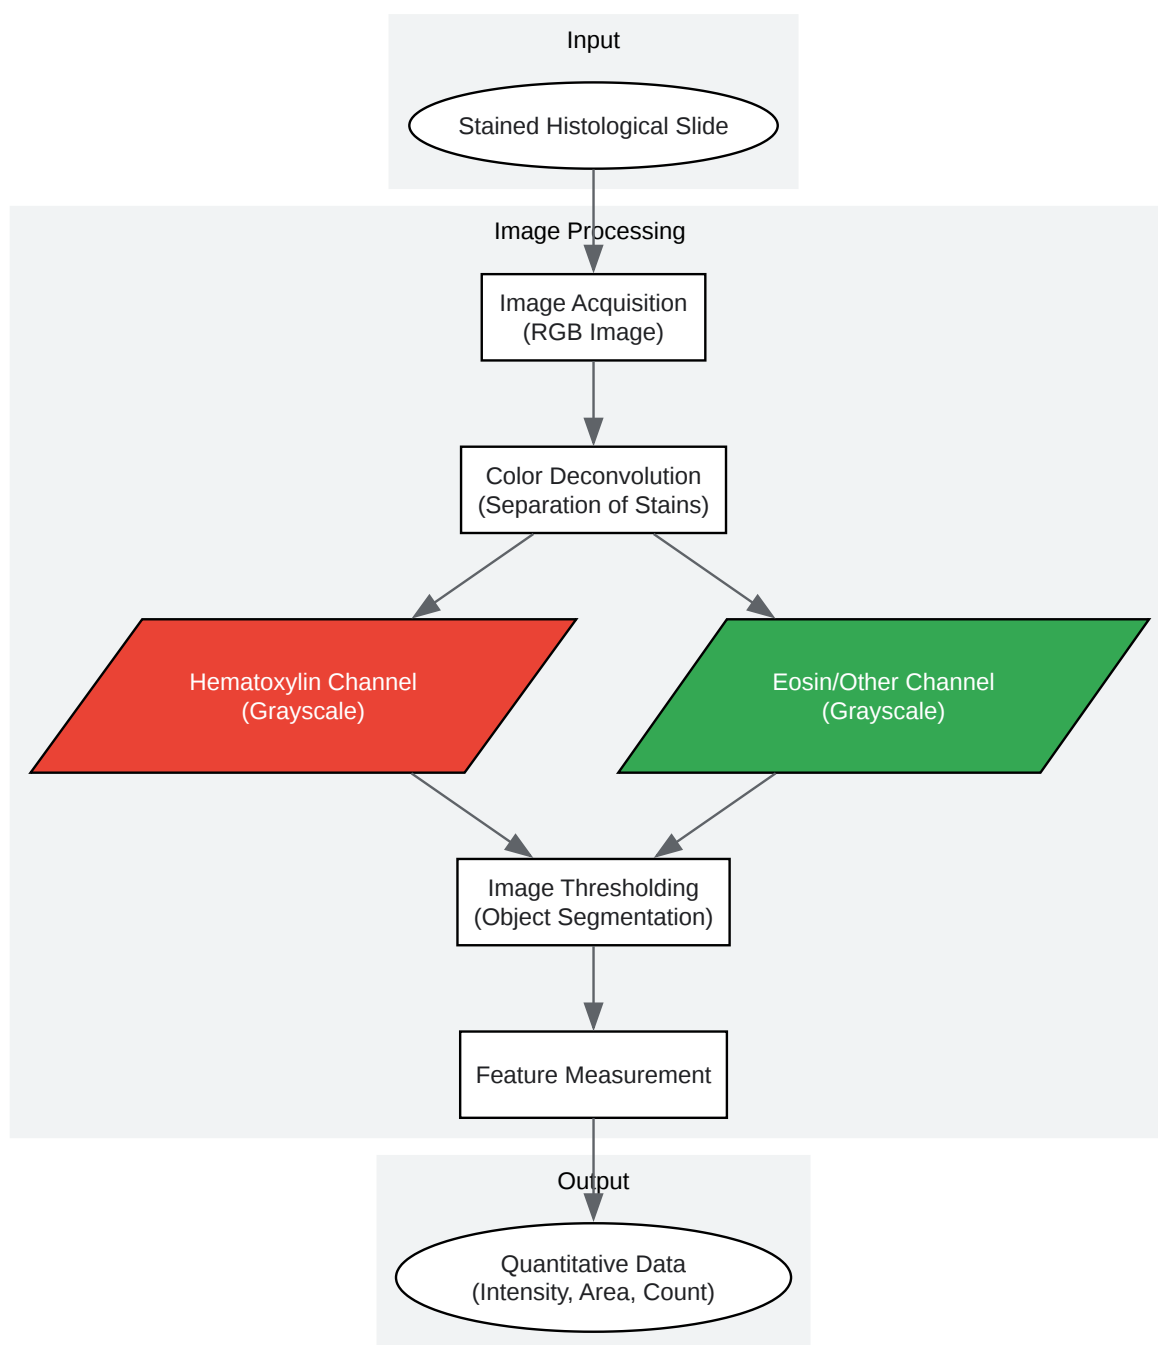 Input
Stained Histological Slide
Image Processing
Image Acquisition
(RGB Image)
Color Deconvolution
(Separation of Stains)
Hematoxylin Channel
(Grayscale)
Eosin/Other Channel
(Grayscale)
Image Thresholding
(Object Segmentation)
Feature Measurement
Output
Quantitative Data
(Intensity, Area, Count)